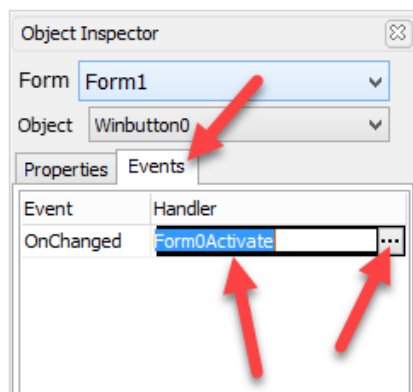 Object Inspector
Form Form1
Object Winbutton0
Properties Events
Event Handler
OnChanged Form0Activate ...